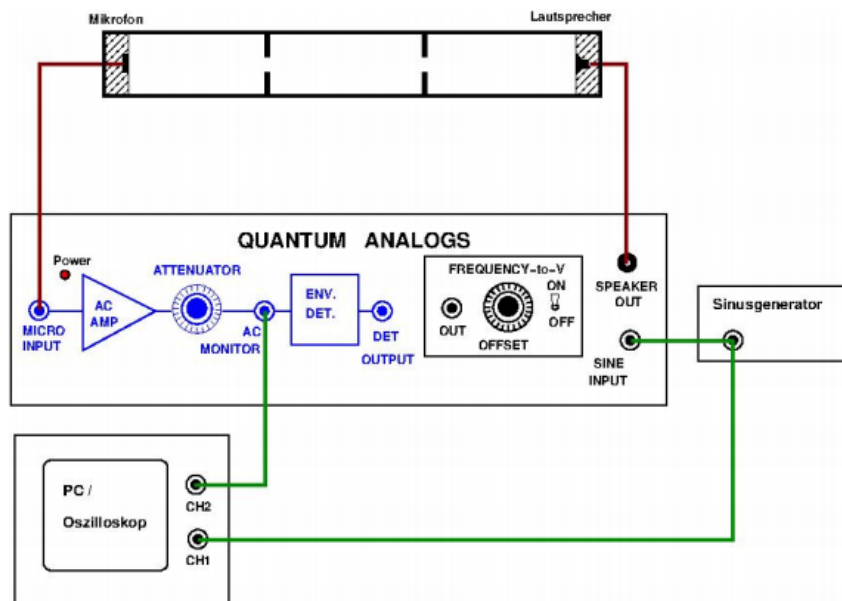 Mikrofon
Lautsprecher
QUANTUM ANALOGS
Power
ATTENUATOR
FREQUENCY-to-V
ON
OFF
OUT
OFFSET
SPEAKER
OUT
AC
AMP
ENV.
DET.
MICRO
INPUT
AC
MONITOR
DET
OUTPUT
SINE
INPUT
Sinusgenerator
PC /
Oszilloskop
CH2
CH1